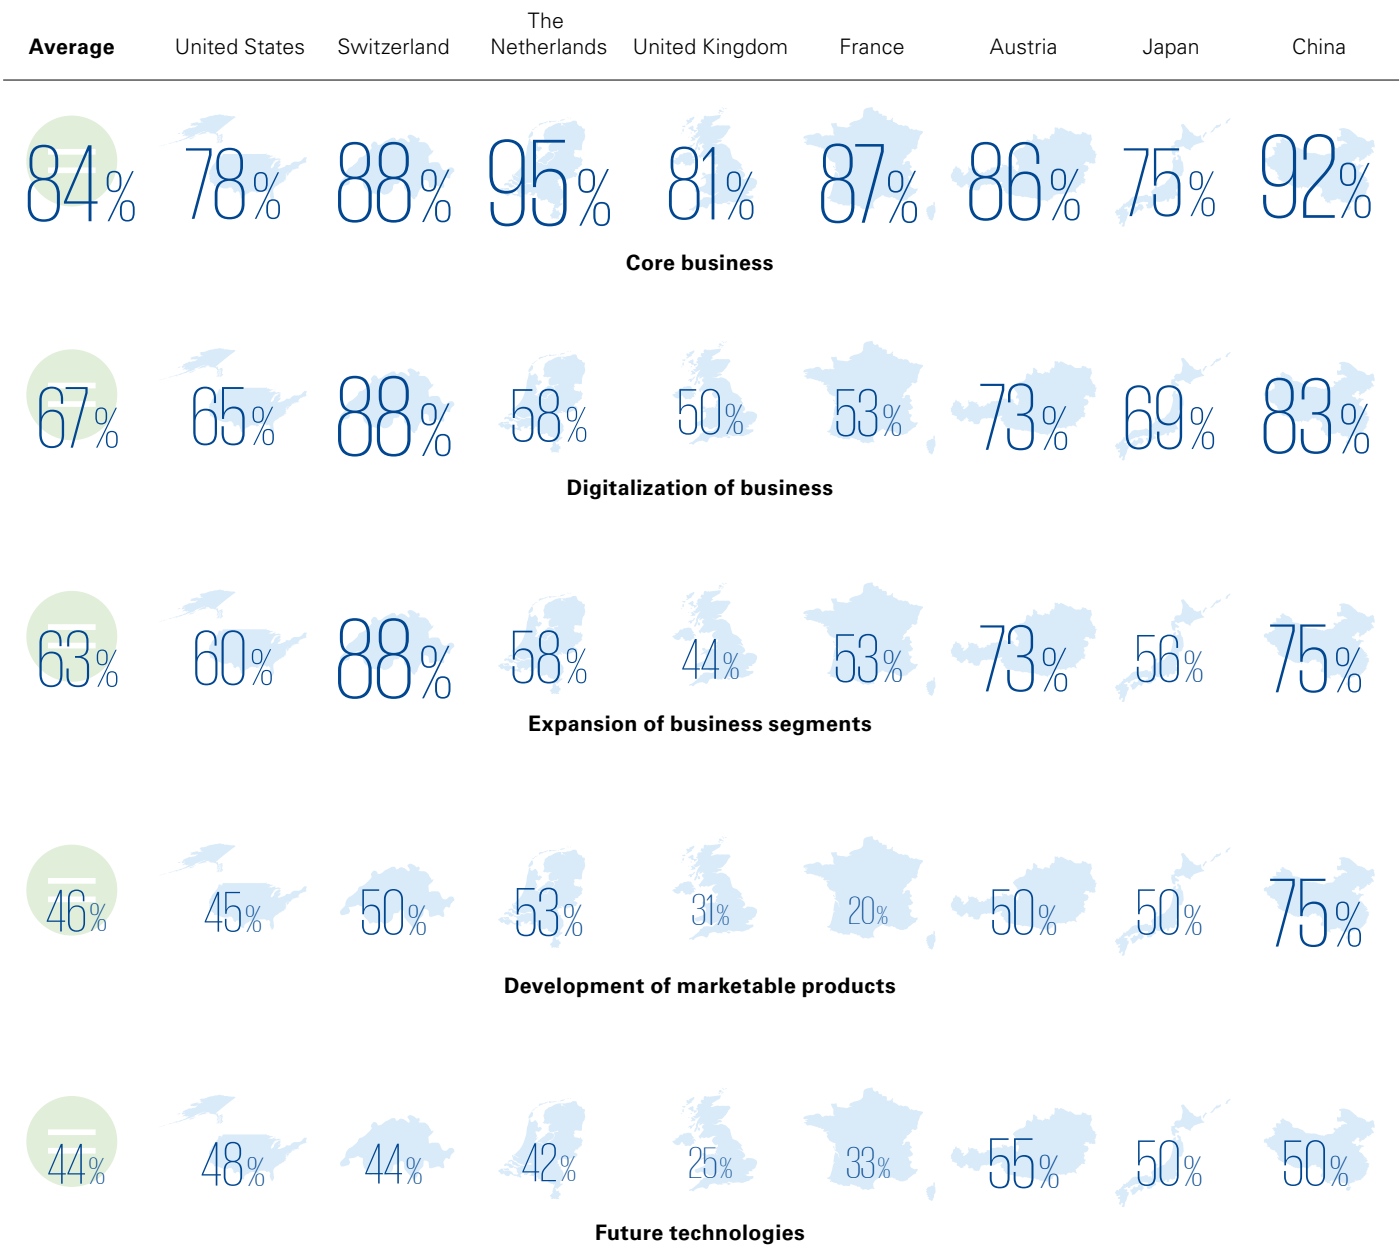 Average United States Switzerland The Netherlands United Kingdom France Austria Japan China
84% 78% 88% 95% 81% 87% 86% 75% 92%
Core business
67% 65% 88% 58% 50% 53% 73% 69% 83%
Digitalization of business
63% 60% 88% 58% 44% 53% 73% 56% 75%
Expansion of business segments
46% 45% 50% 53% 31% 20% 50% 50% 75%
Development of marketable products
44% 48% 44% 42% 25% 33% 55% 50% 50%
Future technologies